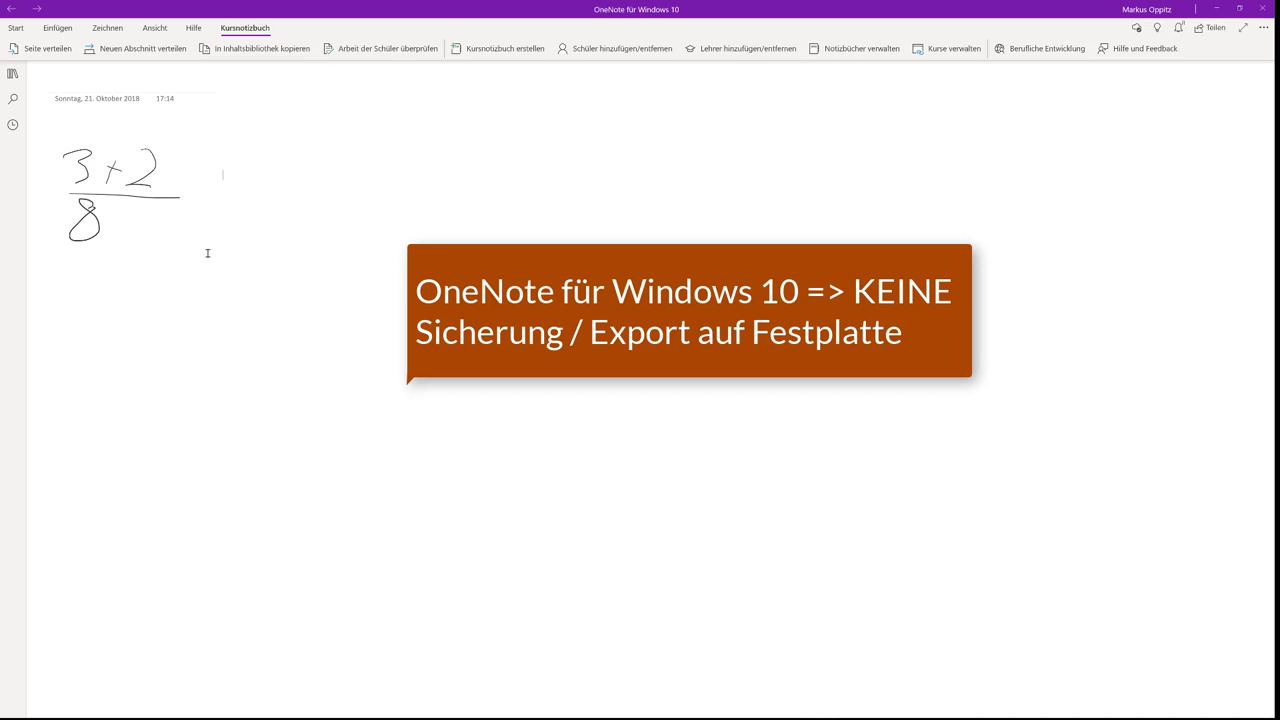 OneNote für Windows 10
Markus Oppitz
Start Einfügen Zeichnen Ansicht Hilfe Kursnotizbuch
Teilen
Seite verteilen Neuen Abschnitt verteilen In Inhaltsbibliothek kopieren Arbeit der Schüler überprüfen Kursnotizbuch erstellen Schüler hinzufügen/entfernen Lehrer hinzufügen/entfernen Notizbücher verwalten Kurse verwalten Berufliche Entwicklung Hilfe und Feedback
Sonntag, 21. Oktober 2018 17:14
3 + 2
8
OneNote für Windows 10 => KEINE
Sicherung / Export auf Festplatte